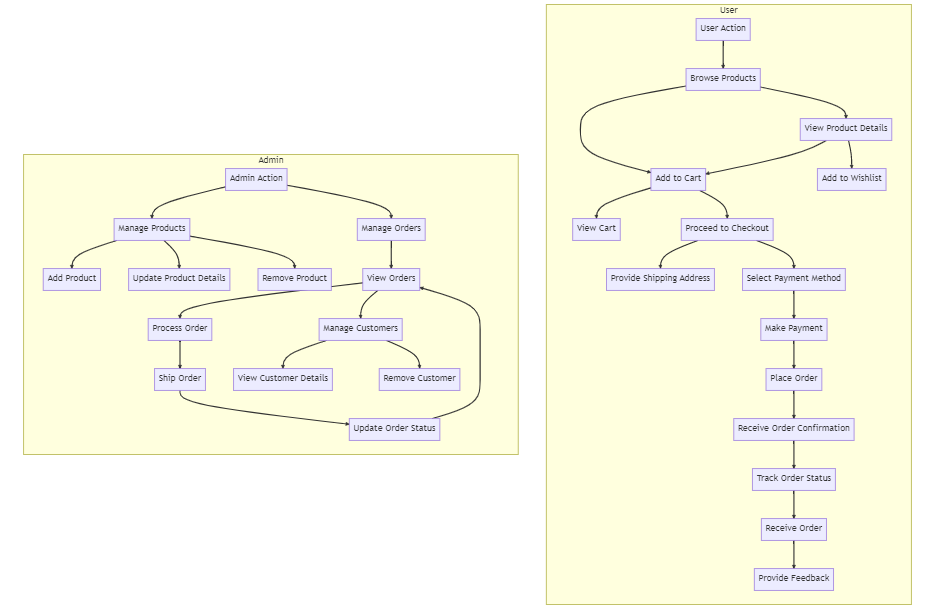 Admin
Admin Action
Manage Products
Manage Orders
Add Product
Update Product Details
Remove Product
View Orders
Process Order
Manage Customers
Ship Order
View Customer Details
Remove Customer
Update Order Status
User
User Action
Browse Products
View Product Details
Add to Cart
Add to Wishlist
View Cart
Proceed to Checkout
Provide Shipping Address
Select Payment Method
Make Payment
Place Order
Receive Order Confirmation
Track Order Status
Receive Order
Provide Feedback